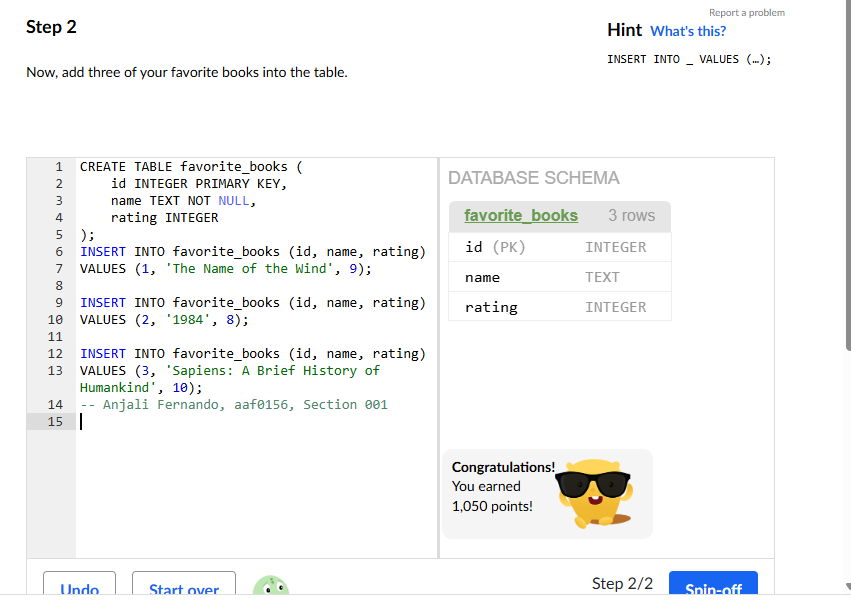 Report a problem
Step 2
Hint What's this?
INSERT INTO _ VALUES (…);
Now, add three of your favorite books into the table.
1 CREATE TABLE favorite_books (
2 id INTEGER PRIMARY KEY,
3 name TEXT NOT NULL,
4 rating INTEGER
5 );
6 INSERT INTO favorite_books (id, name, rating)
7 VALUES (1, 'The Name of the Wind', 9);
8
9 INSERT INTO favorite_books (id, name, rating)
10 VALUES (2, '1984', 8);
11
12 INSERT INTO favorite_books (id, name, rating)
13 VALUES (3, 'Sapiens: A Brief History of
Humankind', 10);
14 -- Anjali Fernando, aaf0156, Section 001
15
DATABASE SCHEMA
favorite_books 3 rows
id (PK) INTEGER
name TEXT
rating INTEGER
Congratulations!
You earned
1,050 points!
Undo
Start over
Step 2/2
Spin-off